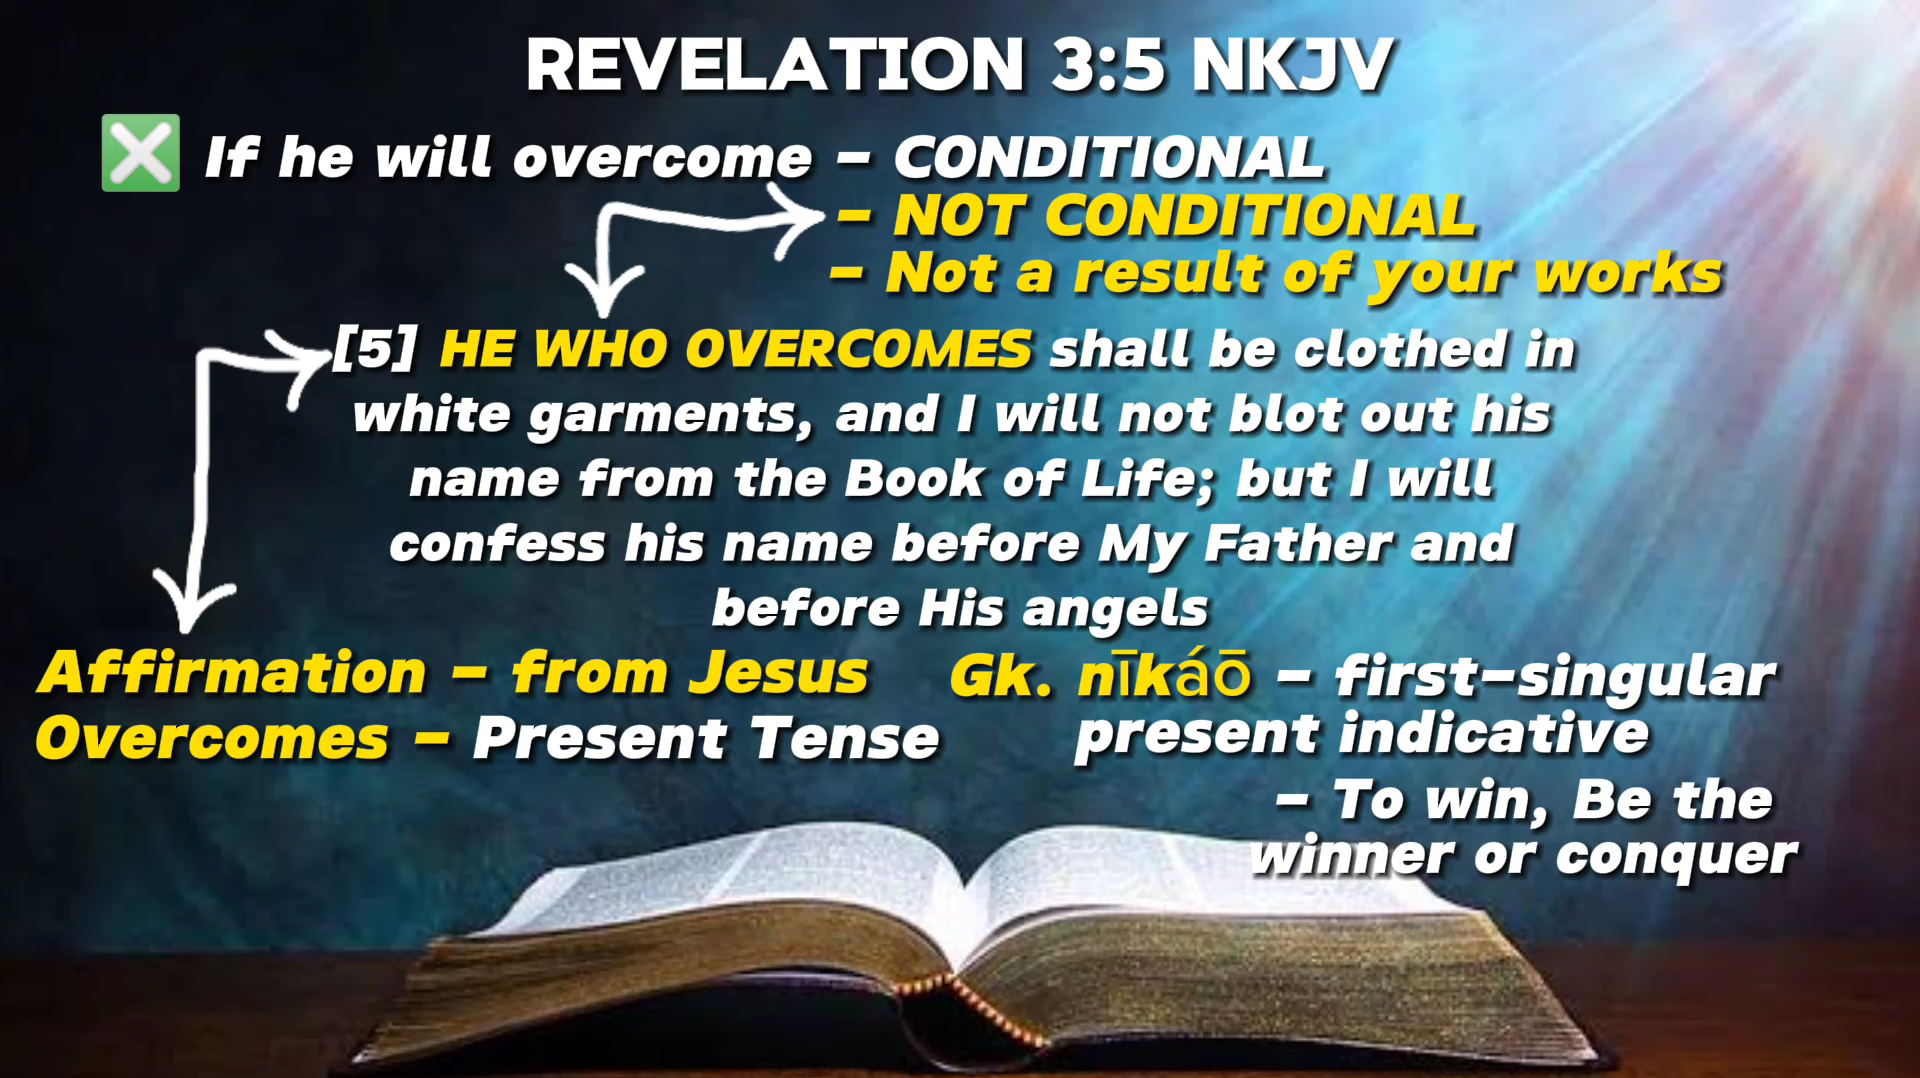 REVELATION 3:5 NKJV
If he will overcome - CONDITIONAL
- NOT CONDITIONAL
- Not a result of your works
[5] HE WHO OVERCOMES shall be clothed in
white garments, and I will not blot out his
name from the Book of Life; but I will
confess his name before My Father and
before His angels
Affirmation - from Jesus
Overcomes - Present Tense
Gk. nīkáō - first-singular
present indicative
- To win, Be the
winner or conquer